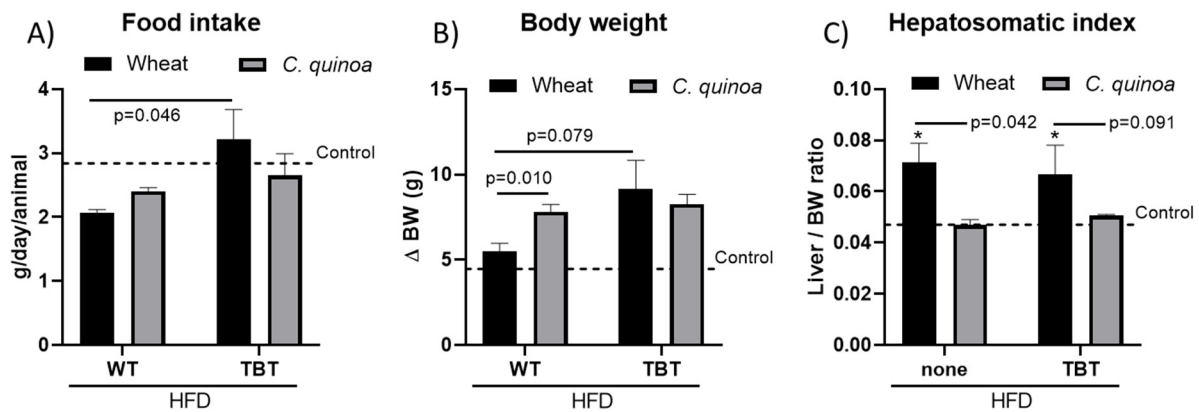 A) Food intake
Wheat C. quinoa
4
3
2
1
0
g/day/animal
p=0.046
Control
WT TBT
HFD
B) Body weight
Wheat C. quinoa
15
10
5
0
Δ BW (g)
p=0.079
p=0.010
Control
WT TBT
HFD
C) Hepatosomatic index
Wheat C. quinoa
0.10
0.08
0.06
0.04
0.02
0.00
Liver / BW ratio
p=0.042 p=0.091
* *
Control
none TBT
HFD